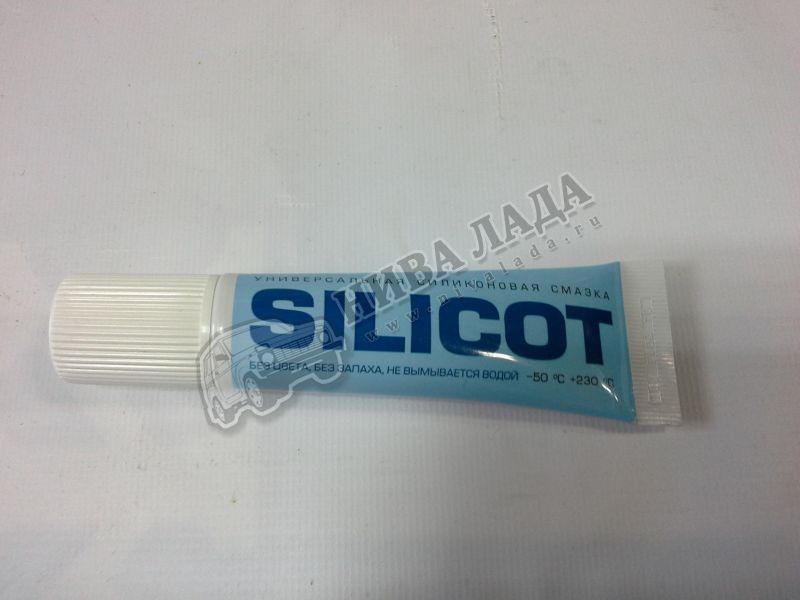 НИВА ЛАДА
www.nivalada.ru
УНИВЕРСАЛЬНАЯ СИЛИКОНОВАЯ СМАЗКА
SILICOT
БЕЗ ЦВЕТА, БЕЗ ЗАПАХА, НЕ ВЫМЫВАЕТСЯ ВОДОЙ -50 °C +230 °C